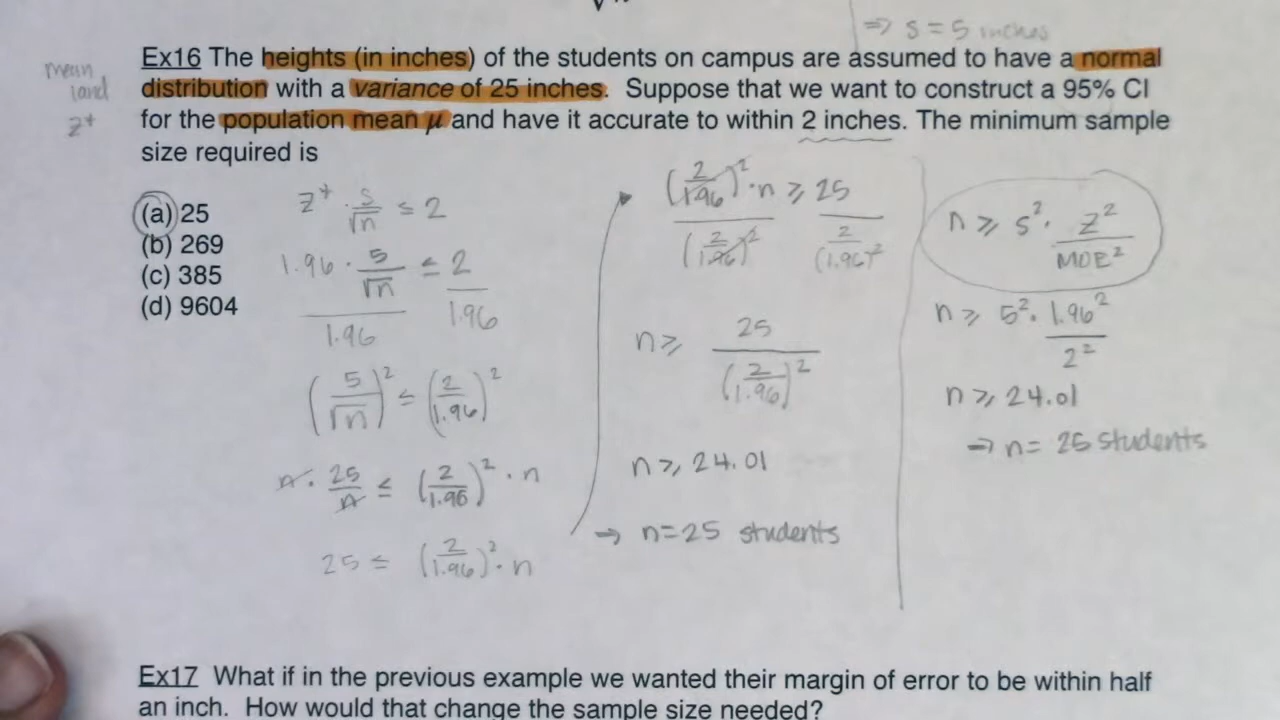 ⇒ s = 5 inches
Ex16 The heights (in inches) of the students on campus are assumed to have a normal
distribution with a variance of 25 inches. Suppose that we want to construct a 95% CI
for the population mean μ and have it accurate to within 2 inches. The minimum sample
size required is
mean
land
z*
(a) 25
(b) 269
(c) 385
(d) 9604
z* · s/√n ≤ 2
1.96 · 5/√n ≤ 2
1.96 1.96
(5/√n)² ≤ (2/1.96)²
n · 25/n ≤ (2/1.96)² · n
25 ≤ (2/1.96)² · n
(2/1.96)² · n ≥ 25
(2/1.96)² (2/1.96)²
n ≥ 25/(2/1.96)²
n ≥ 24.01
⇒ n = 25 students
n ≥ s² · z²/MOE²
n ≥ 5² · 1.96²/2²
n ≥ 24.01
⇒ n = 25 students
Ex17 What if in the previous example we wanted their margin of error to be within half
an inch. How would that change the sample size needed?